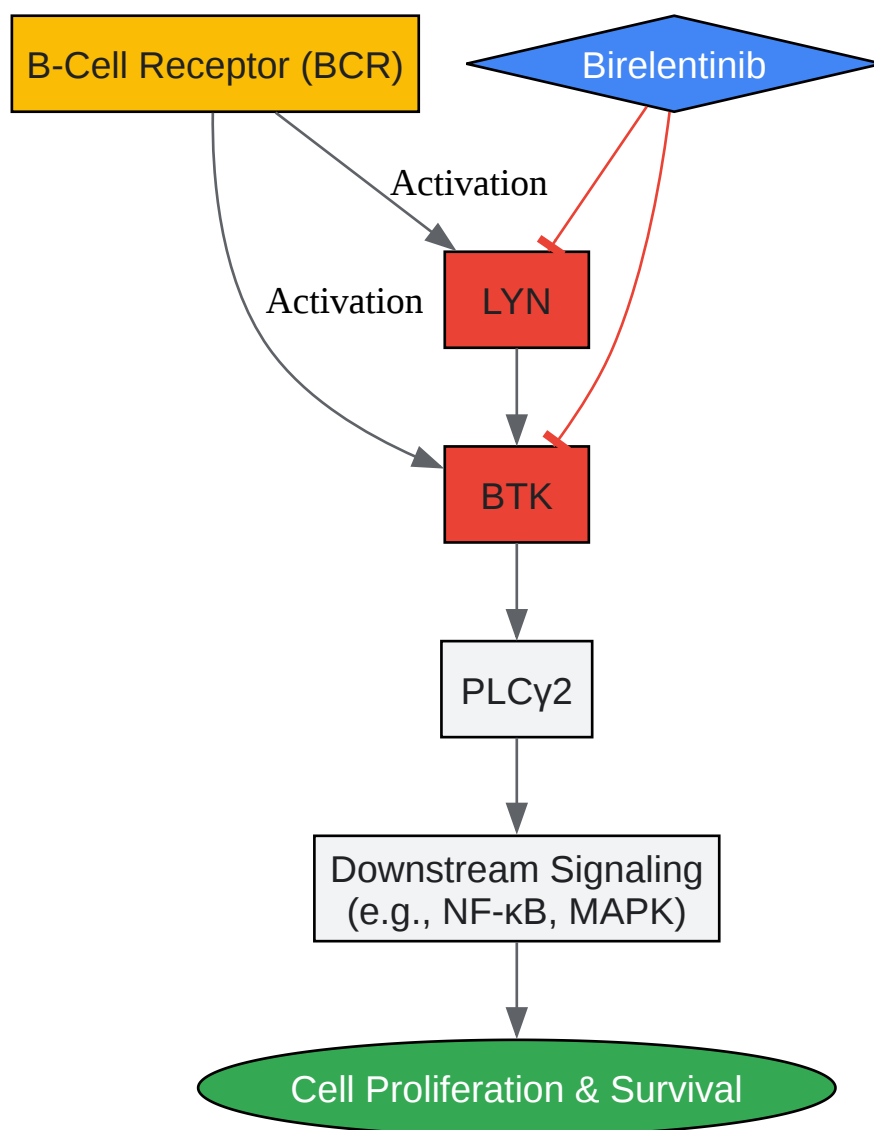 B-Cell Receptor (BCR)
Birelentinib
Activation
LYN
Activation
BTK
PLCγ2
Downstream Signaling
(e.g., NF-κB, MAPK)
Cell Proliferation & Survival